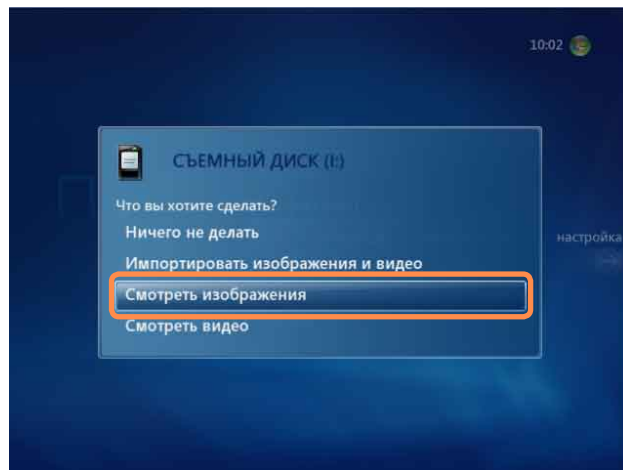 10:02
СЪЕМНЫЙ ДИСК (I:)
Что вы хотите сделать?
Ничего не делать
настройка
Импортировать изображения и видео
Смотреть изображения
Смотреть видео